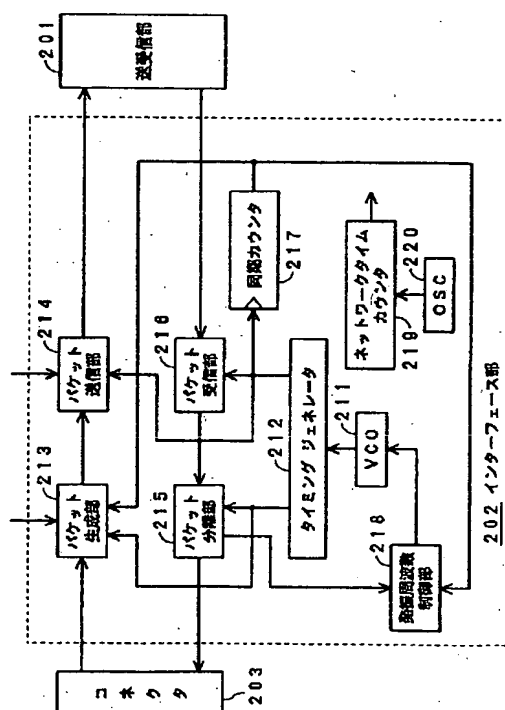 201
送受信部
214
パケット
送信部
216
パケット
受信部
同期カウンタ
217
ネットワークタイム
カウンタ
219
220
OSC
213
パケット
生成部
215
パケット
分離部
タイミング ジェネレータ
212
211
VCO
218
発振周波数
制御部
コネクタ
203
202 インターフェース部